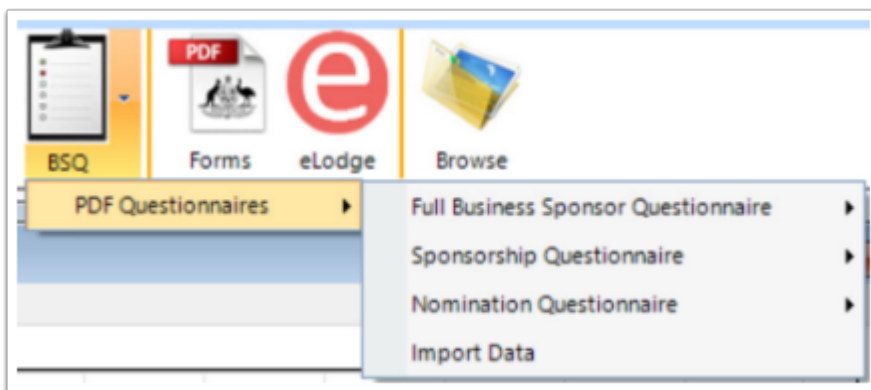 PDF
e
BSQ Forms eLodge Browse
PDF Questionnaires
Full Business Sponsor Questionnaire
Sponsorship Questionnaire
Nomination Questionnaire
Import Data